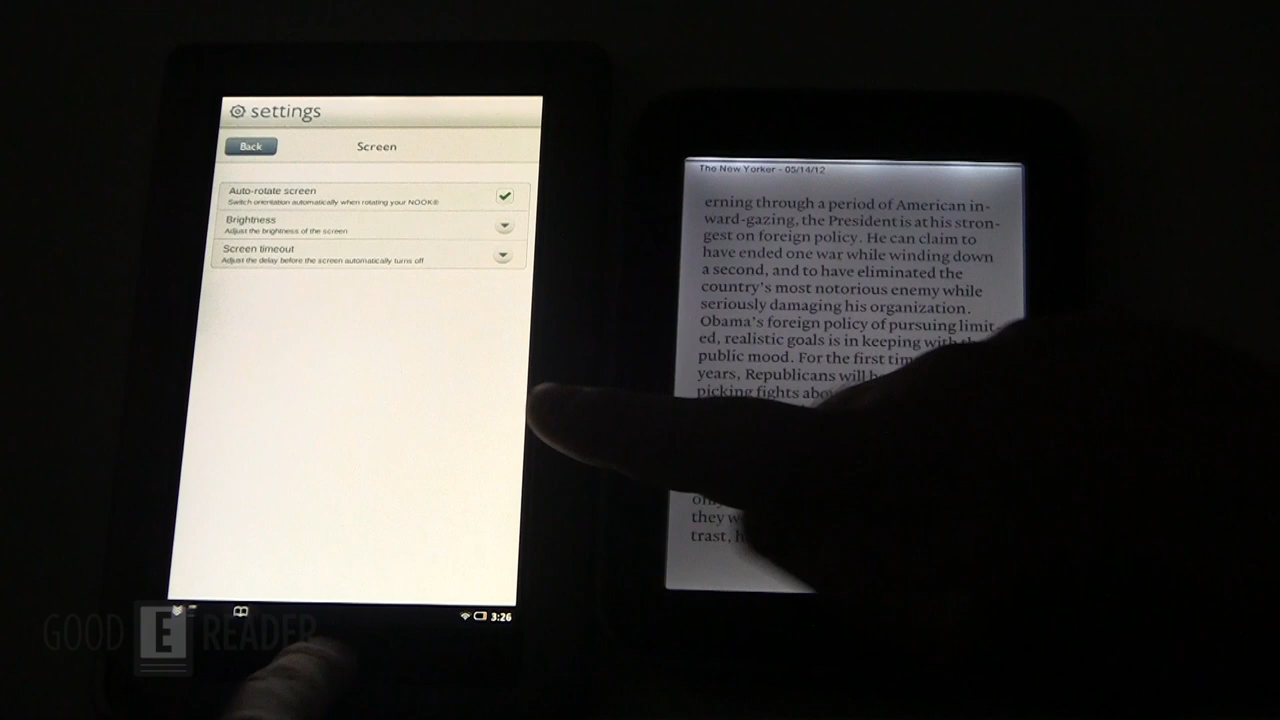 settings
Back
Screen
Auto-rotate screen
Switch orientation automatically when rotating your NOOK®
Brightness
Adjust the brightness of the screen
Screen timeout
Adjust the delay before the screen automatically turns off
3:26
The New Yorker - 05/14/12
erning through a period of American in-
ward-gazing, the President is at his stron-
gest on foreign policy. He can claim to
have ended one war while winding down
a second, and to have eliminated the
country's most notorious enemy while
seriously damaging his organization.
Obama's foreign policy of pursuing limit-
ed, realistic goals is in keeping with the
public mood. For the first time
years, Republicans will be
picking fights about
they
trast,
GOOD E READER